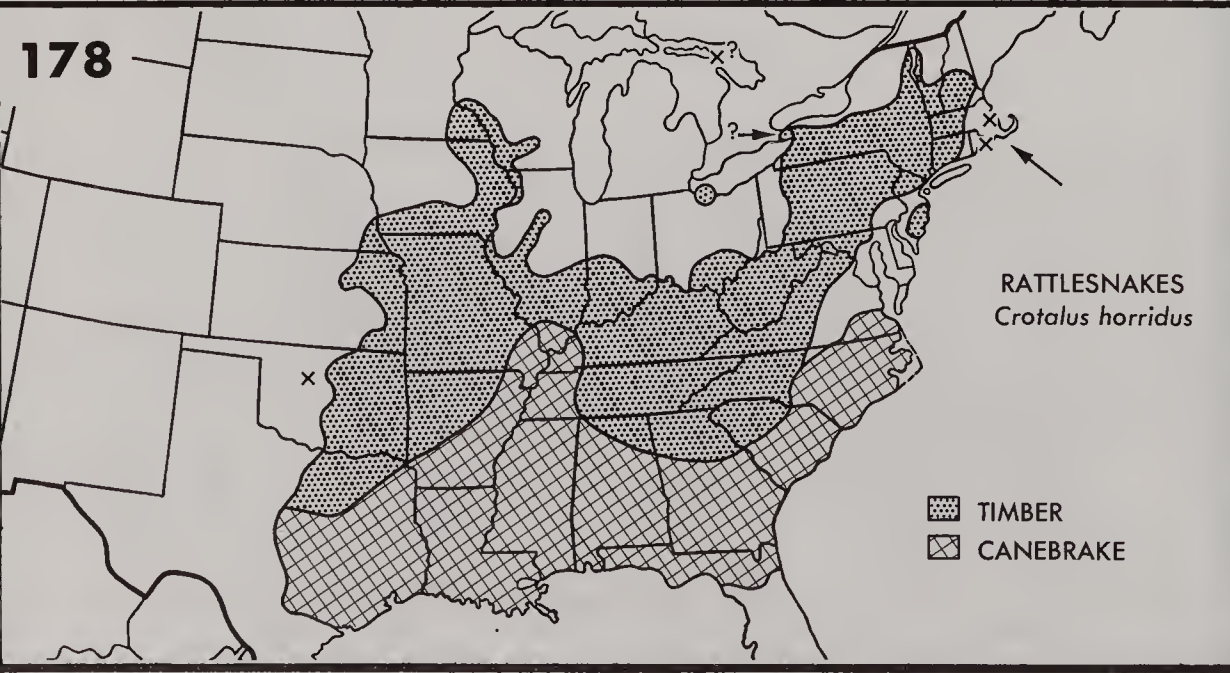 178
?
?
RATTLESNAKES
Crotalus horridus
TIMBER
CANEBRAKE